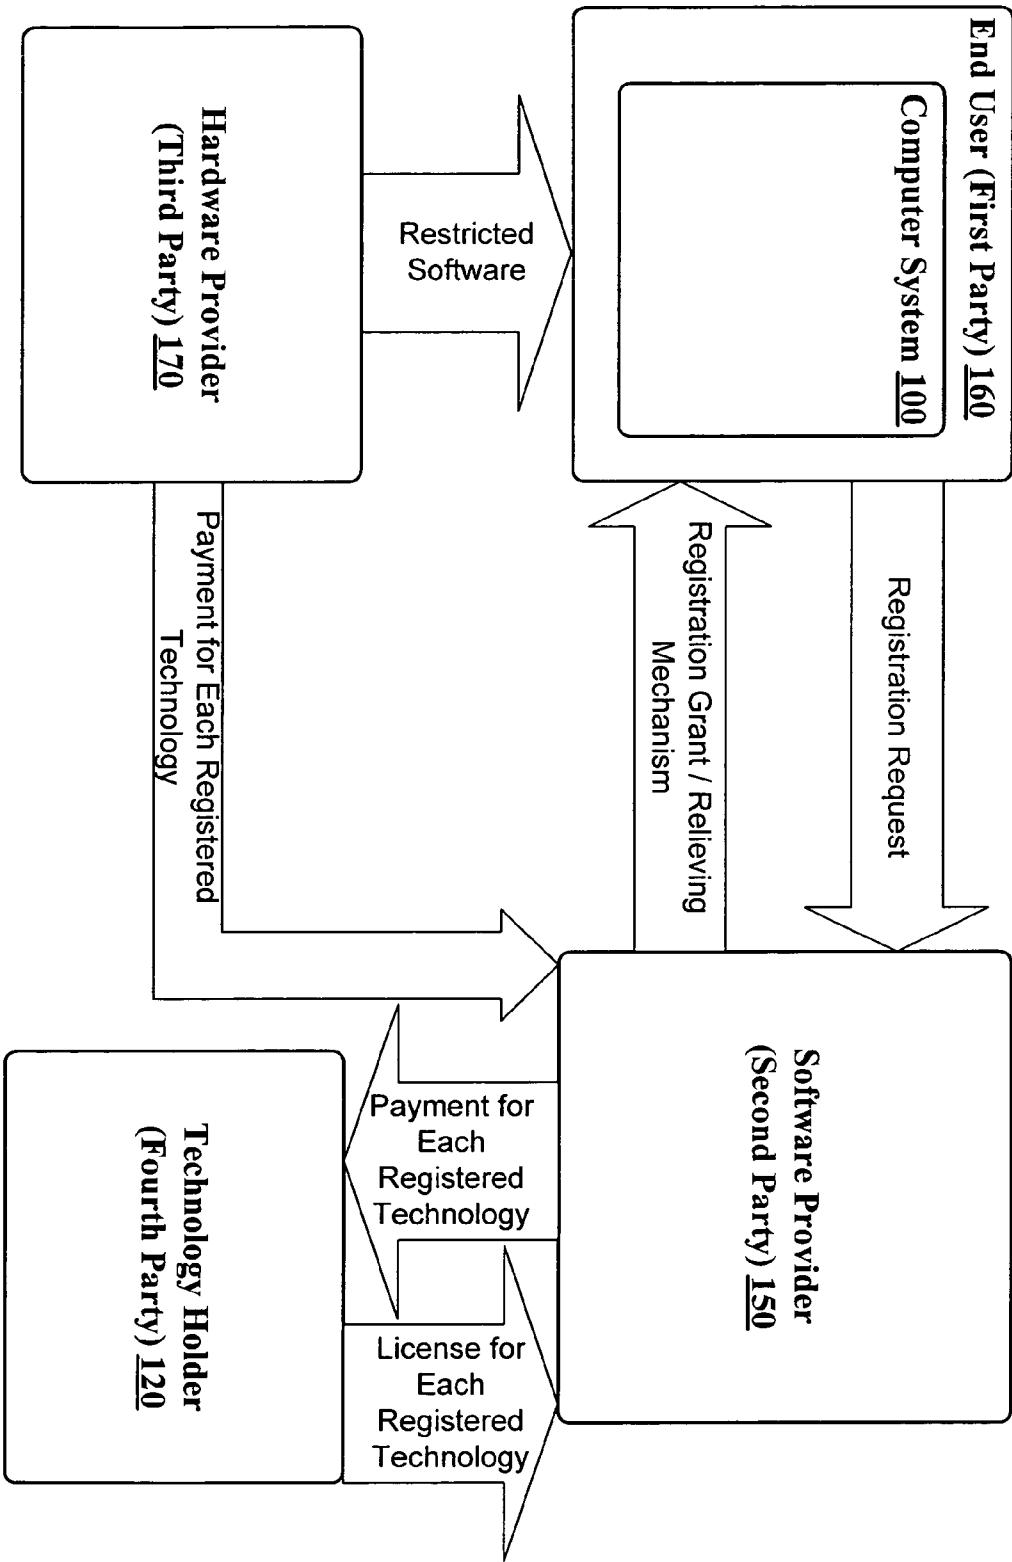 End User (First Party) 160
Computer System 100
Registration Request
Registration Grant / Relieving
Mechanism
Software Provider
(Second Party) 150
Restricted
Software
Hardware Provider
(Third Party) 170
Payment for Each Registered
Technology
Payment for
Each
Registered
Technology
License for
Each
Registered
Technology
Technology Holder
(Fourth Party) 120